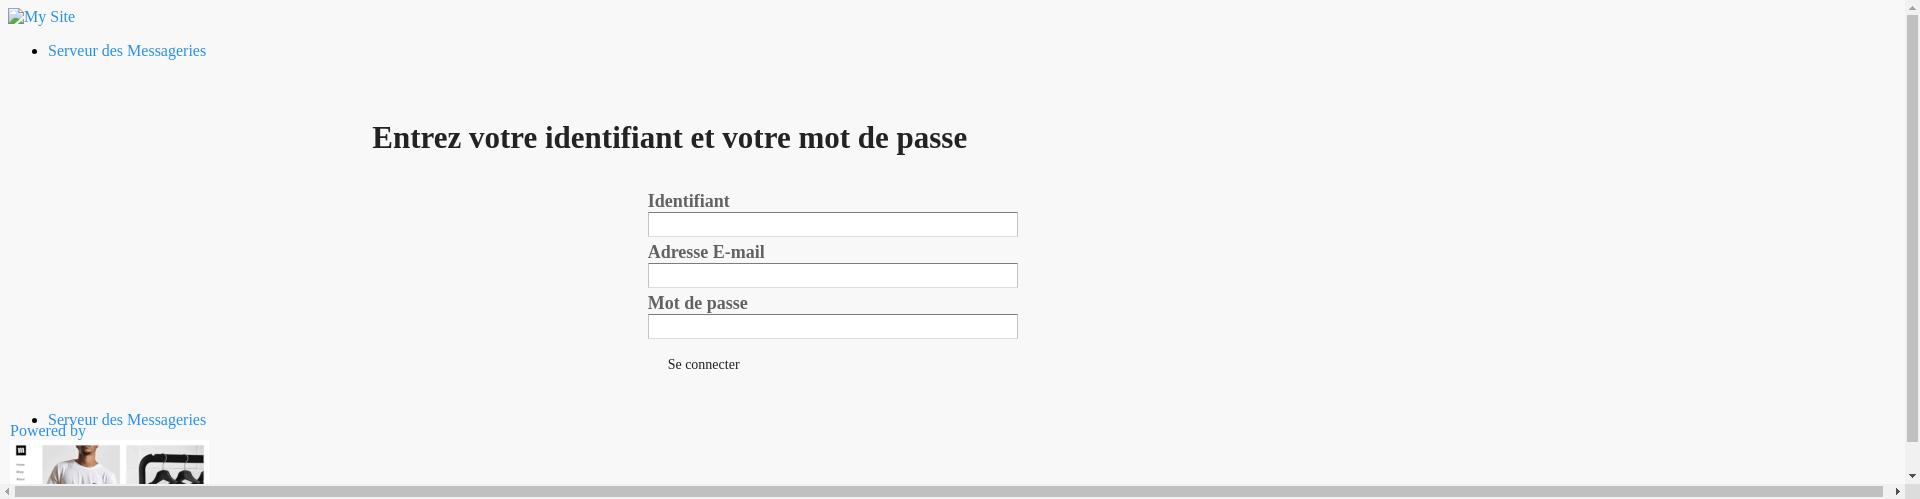 My Site
Serveur des Messageries
Entrez votre identifiant et votre mot de passe
Identifiant
Adresse E-mail
Mot de passe
Se connecter
Serveur des Messageries
Powered by